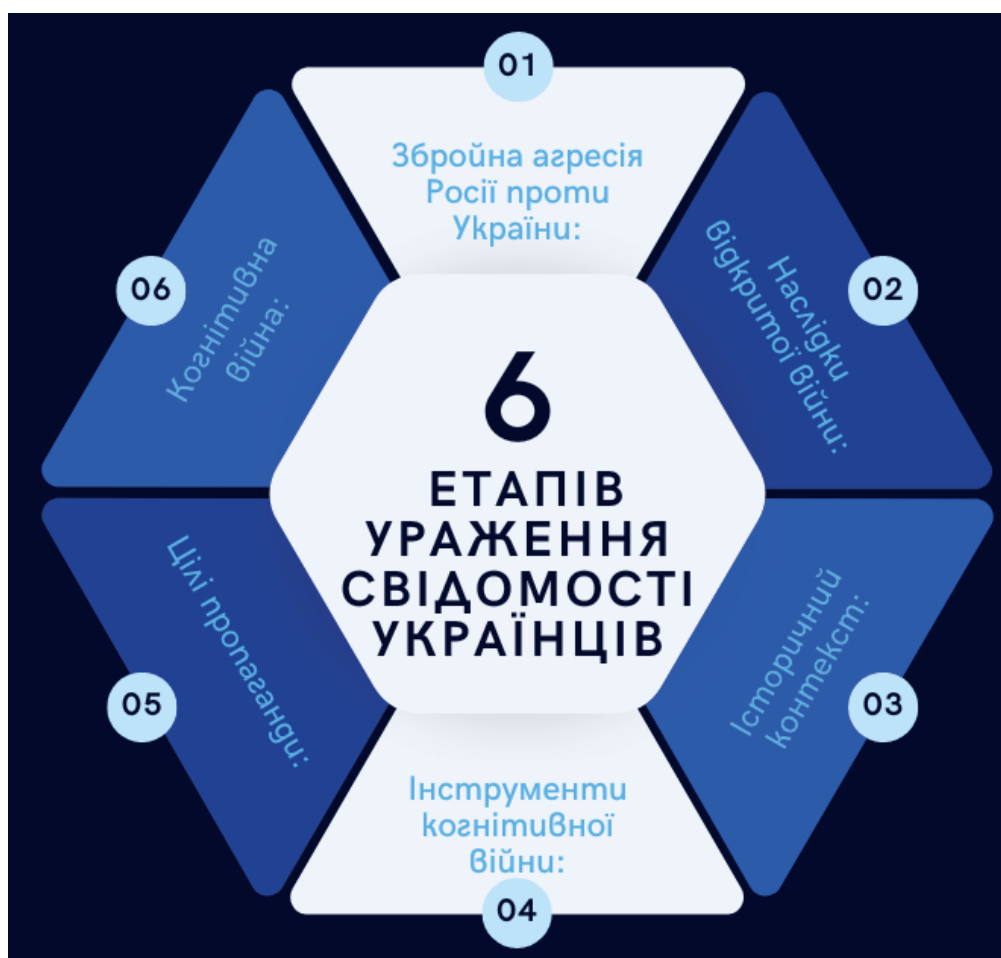 01
Збройна агресія
Росії проти
України:
02
Наслідки
відкритої війни:
03
Історичний
контекст:
04
Інструменти
когнітивної
війни:
05
Цілі пропаганди:
06
Когнітивна
війна:
6
ЕТАПІВ
УРАЖЕННЯ
СВІДОМОСТІ
УКРАЇНЦІВ